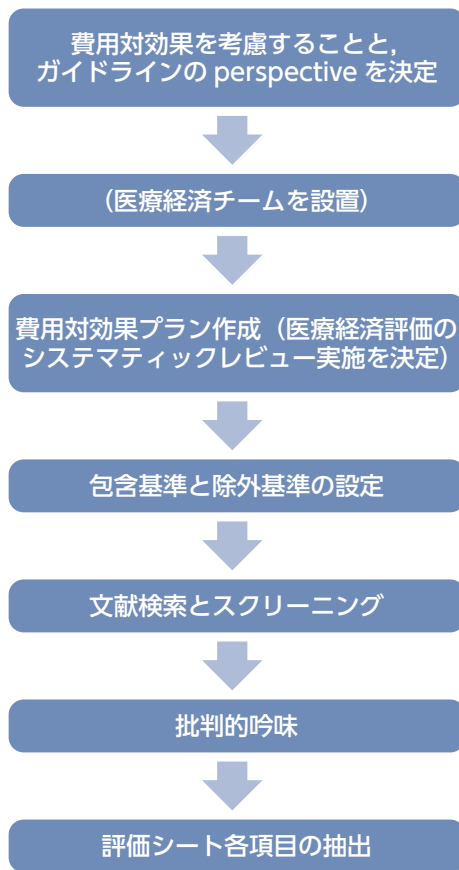 費用対効果を考慮することと，
ガイドラインの perspective を決定
（医療経済チームを設置）
費用対効果プラン作成（医療経済評価の
システマティックレビュー実施を決定）
包含基準と除外基準の設定
文献検索とスクリーニング
批判的吟味
評価シート各項目の抽出